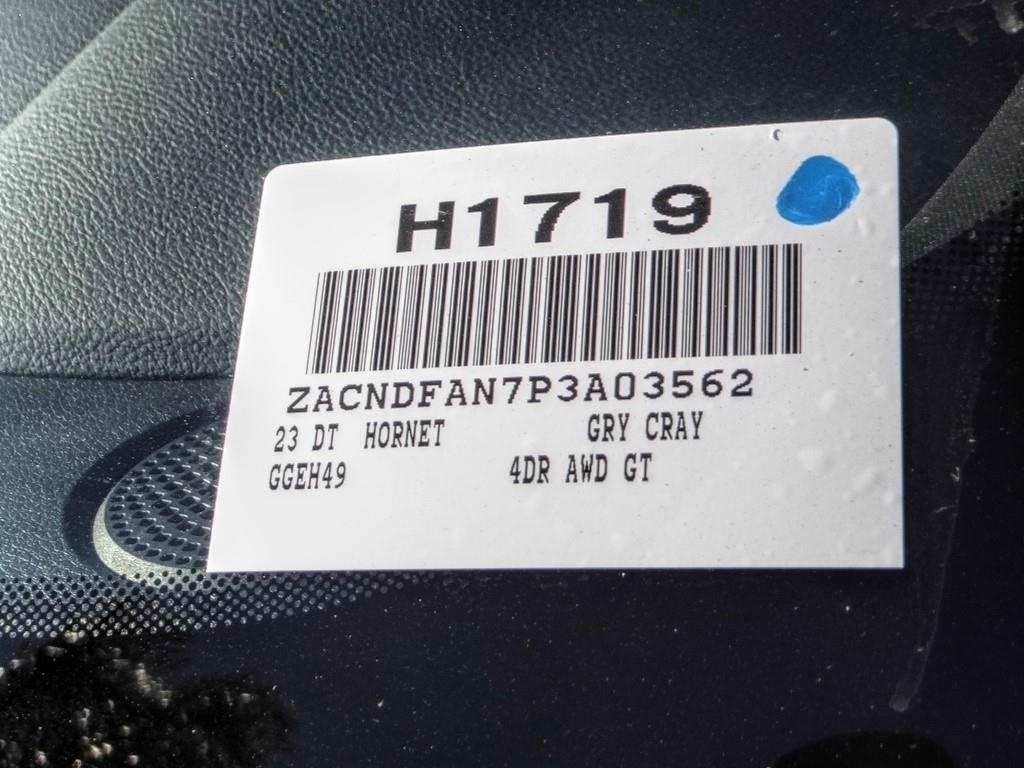 H1719
ZACNDFAN7P3A03562
23 DT HORNET GRY CRAY
GGEH49 4DR AWD GT